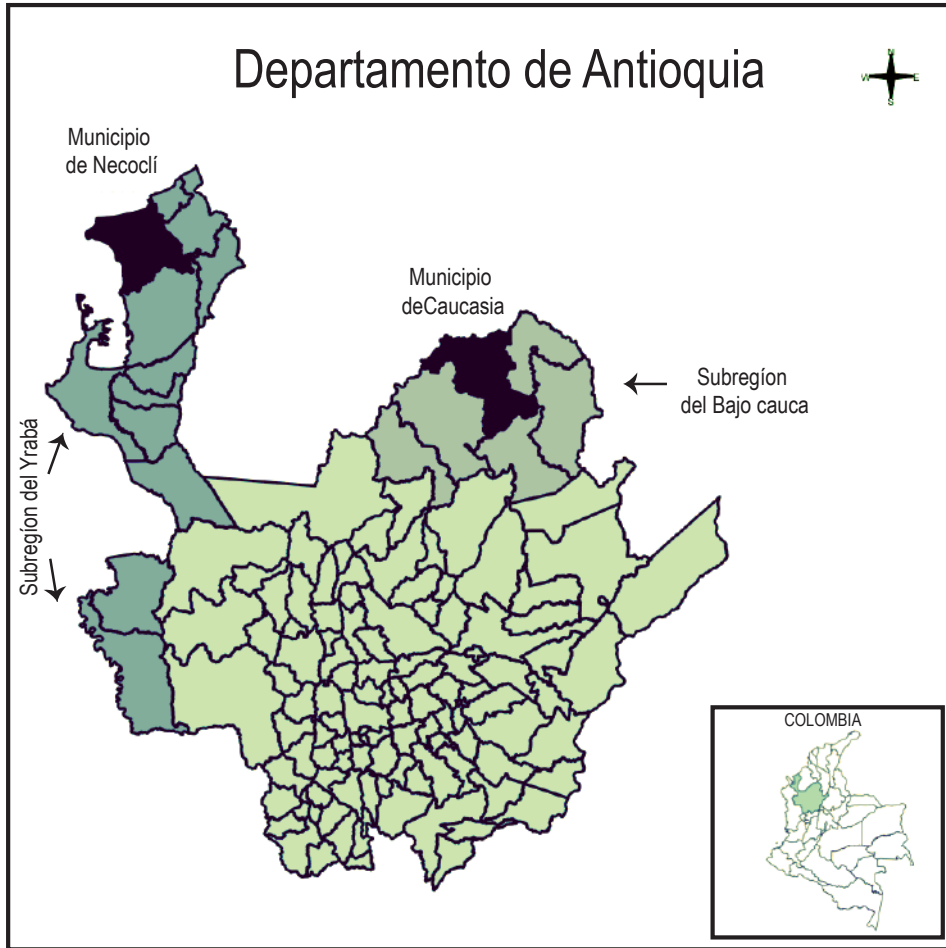 Departamento de Antioquia
N
W E
S
Municipio
de Necoclí
Municipio
deCaucasia
Subregíon
del Bajo cauca
Subregíon del Yrabá
COLOMBIA